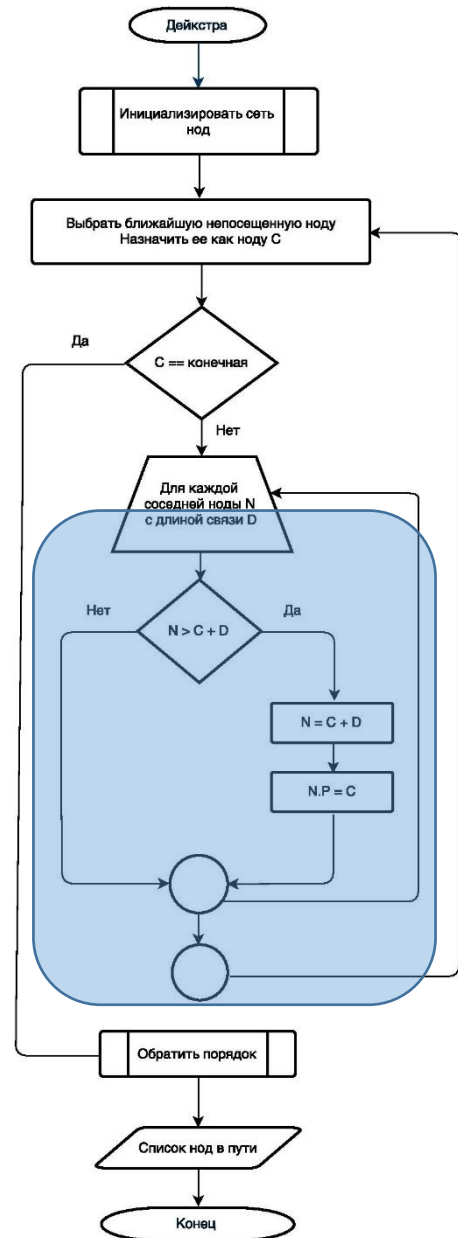 Дейкстра
Инициализировать сеть
нод
Выбрать ближайшую непосещенную ноду
Назначить ее как ноду C
Да
C == конечная
Нет
Для каждой
соседней ноды N
с длиной связи D
Нет
Да
N > C + D
N = C + D
N.P = C
Обратить порядок
Список нод в пути
Конец